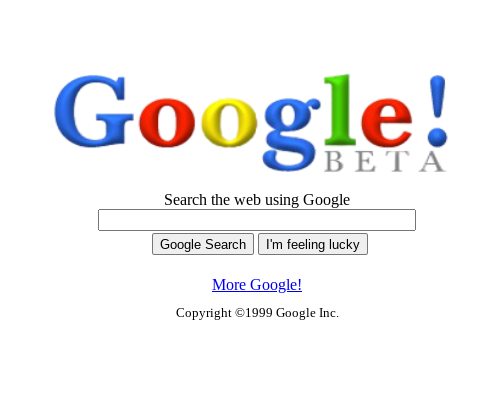 Google!
BETA
Search the web using Google
Google Search I'm feeling lucky
More Google!
Copyright ©1999 Google Inc.